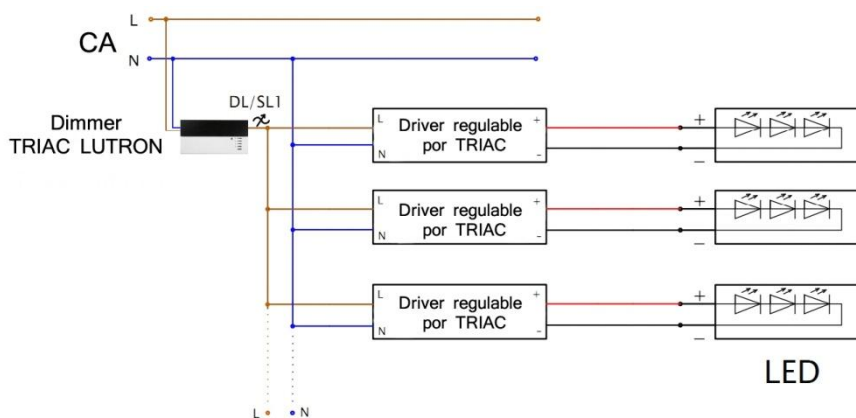 L
CA
N
DL/SL1
Dimmer
TRIAC LUTRON
L
N
Driver regulable
por TRIAC
+
-
+
−
L
N
Driver regulable
por TRIAC
+
-
+
−
L
N
Driver regulable
por TRIAC
+
-
+
−
LED
L
N